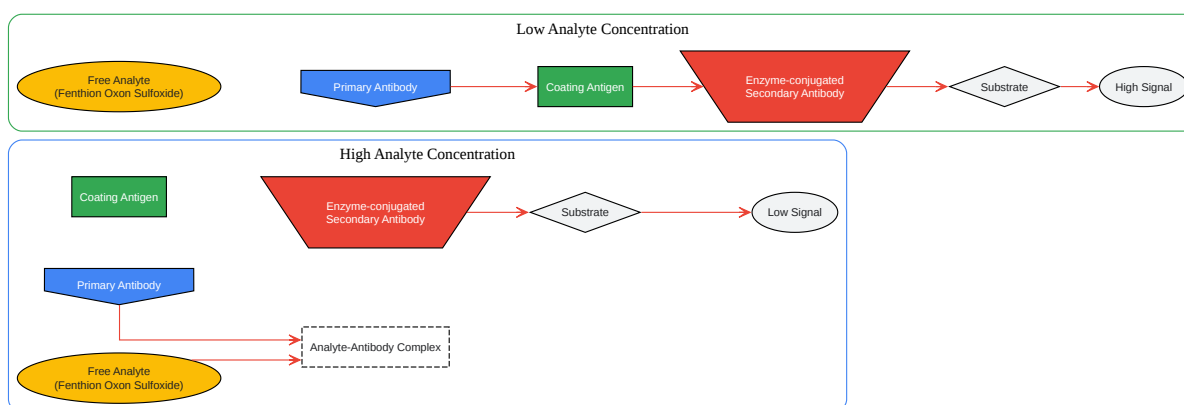 Low Analyte Concentration
Free Analyte
(Fenthion Oxon Sulfoxide)
Primary Antibody
Coating Antigen
Enzyme-conjugated
Secondary Antibody
Substrate
High Signal
High Analyte Concentration
Coating Antigen
Enzyme-conjugated
Secondary Antibody
Substrate
Low Signal
Primary Antibody
Analyte-Antibody Complex
Free Analyte
(Fenthion Oxon Sulfoxide)